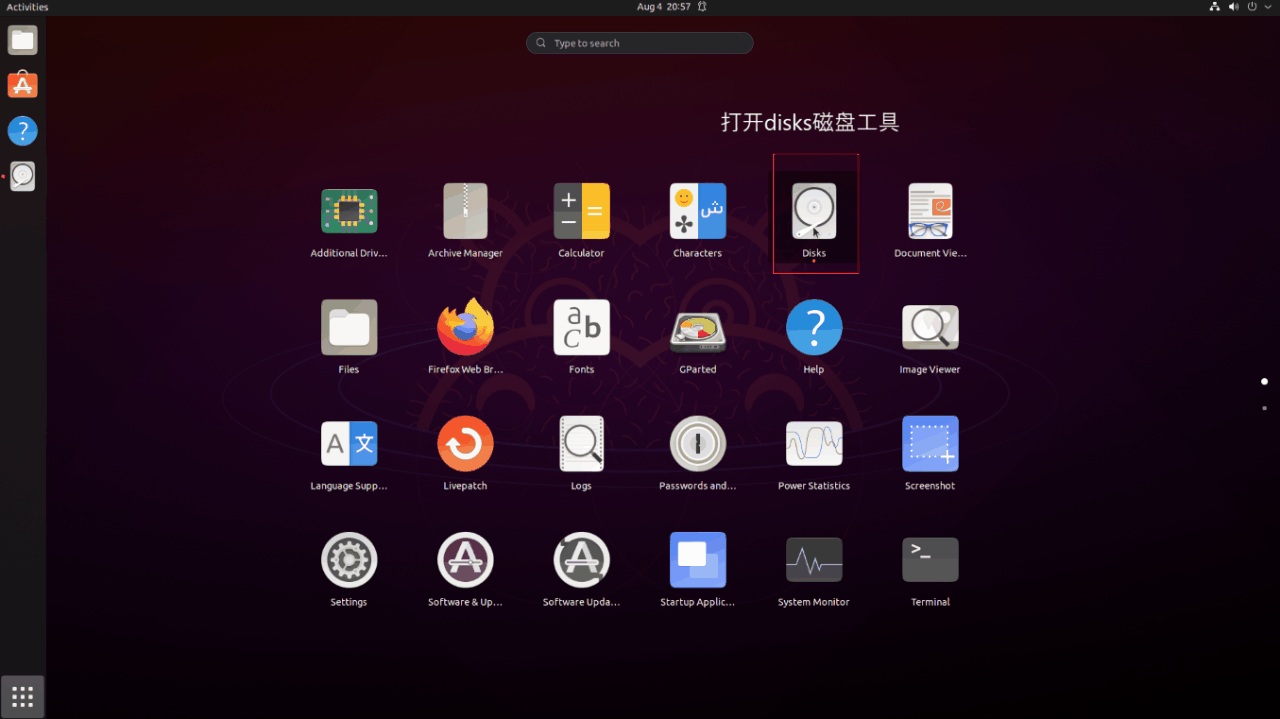 Activities
Aug 4 20:57
Type to search
打开disks磁盘工具
Additional Driv...
Archive Manager
Calculator
Characters
Disks
Document Vie...
Files
Firefox Web Br...
Fonts
GParted
Help
Image Viewer
Language Supp...
Livepatch
Logs
Passwords and...
Power Statistics
Screenshot
Settings
Software & Up...
Software Upda...
Startup Applic...
System Monitor
Terminal